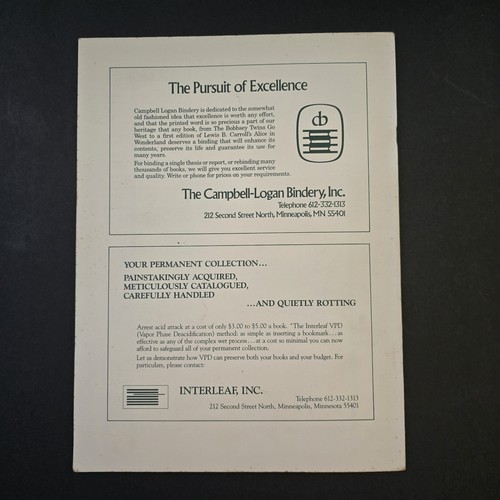 The Pursuit of Excellence
Campbell Logan Bindery is dedicated to the somewhat
old fashioned idea that excellence is worth any effort,
and that the printed word is so precious a part of our
heritage that any book, from The Bobbsey Twins Go
West to a first edition of Lewis B. Carroll's Alice in
Wonderland deserves a binding that will enhance its
contents, preserve its life and guarantee its use for
many years.
For binding a single thesis or report, or rebinding many
thousands of books, we will give you excellent service
and quality. Write or phone for prices on your requirements.
cb
The Campbell-Logan Bindery, Inc.
Telephone 612-332-1313
212 Second Street North, Minneapolis, MN 55401
YOUR PERMANENT COLLECTION...
PAINSTAKINGLY ACQUIRED,
METICULOUSLY CATALOGUED,
CAREFULLY HANDLED
...AND QUIETLY ROTTING
Arrest acid attack at a cost of only $3.00 to $5.00 a book. "The Interleaf VPD
(Vapor Phase Deacidification) method: as simple as inserting a bookmark...as
effective as any of the complex wet process...at a cost so minimal you can now
afford to safeguard all of your permanent collection.
Let us demonstrate how VPD can preserve both your books and your budget. For
particulars, please contact:
INTERLEAF, INC.
Telephone 612-332-1313
212 Second Street North, Minneapolis, Minnesota 55401